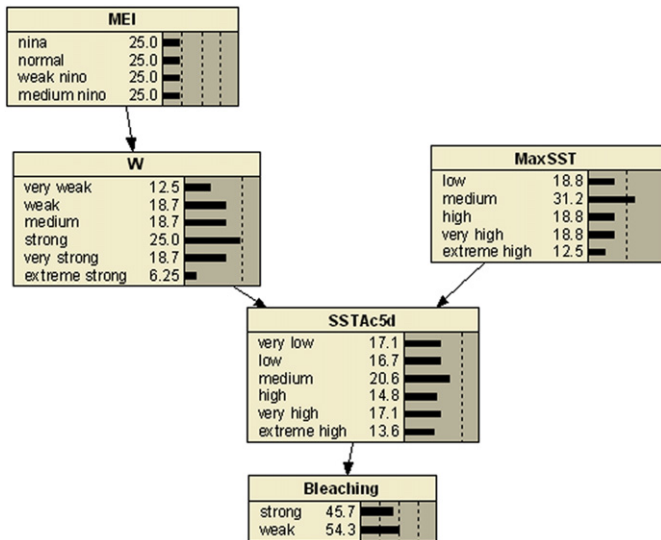 MEI
nina 25.0
normal 25.0
weak nino 25.0
medium nino 25.0
W
very weak 12.5
weak 18.7
medium 18.7
strong 25.0
very strong 18.7
extreme strong 6.25
MaxSST
low 18.8
medium 31.2
high 18.8
very high 18.8
extreme high 12.5
SSTAc5d
very low 17.1
low 16.7
medium 20.6
high 14.8
very high 17.1
extreme high 13.6
Bleaching
strong 45.7
weak 54.3